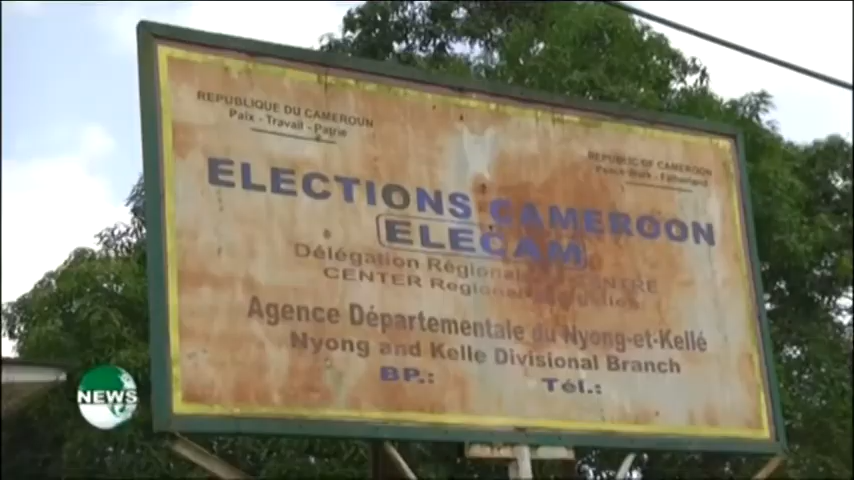 REPUBLIQUE DU CAMEROUN
Paix - Travail - Patrie
REPUBLIC OF CAMEROON
Peace - Work - Fatherland
ELECTIONS CAMEROON
ELECAM
Délégation Régionale CENTRE
CENTER Regional
Agence Départementale du Nyong-et-Kellé
Nyong and Kelle Divisional Branch
BP.: Tél.:
NEWS